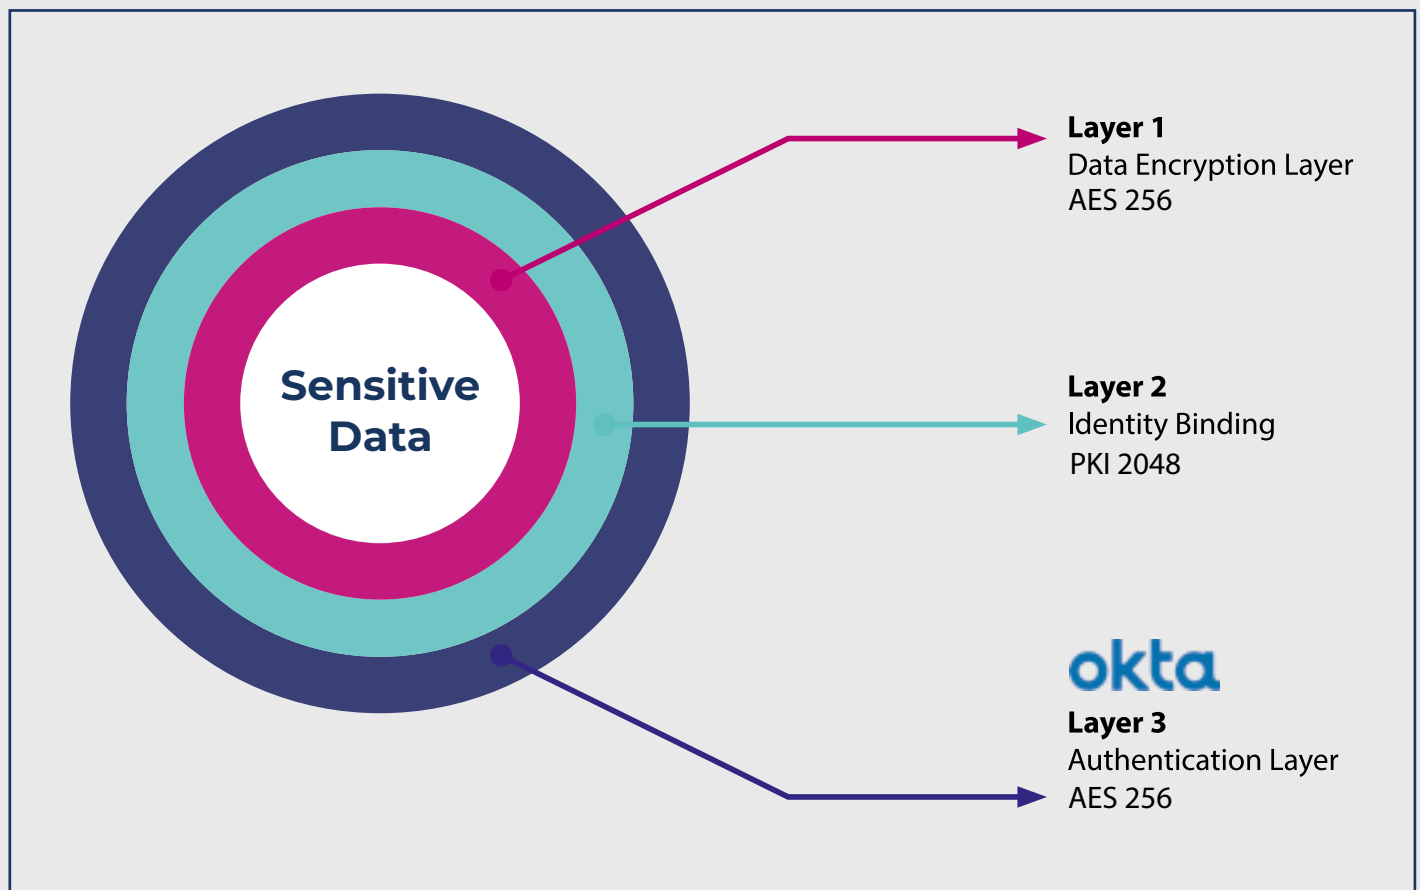 Sensitive
Data
Layer 1
Data Encryption Layer
AES 256
Layer 2
Identity Binding
PKI 2048
okta
Layer 3
Authentication Layer
AES 256